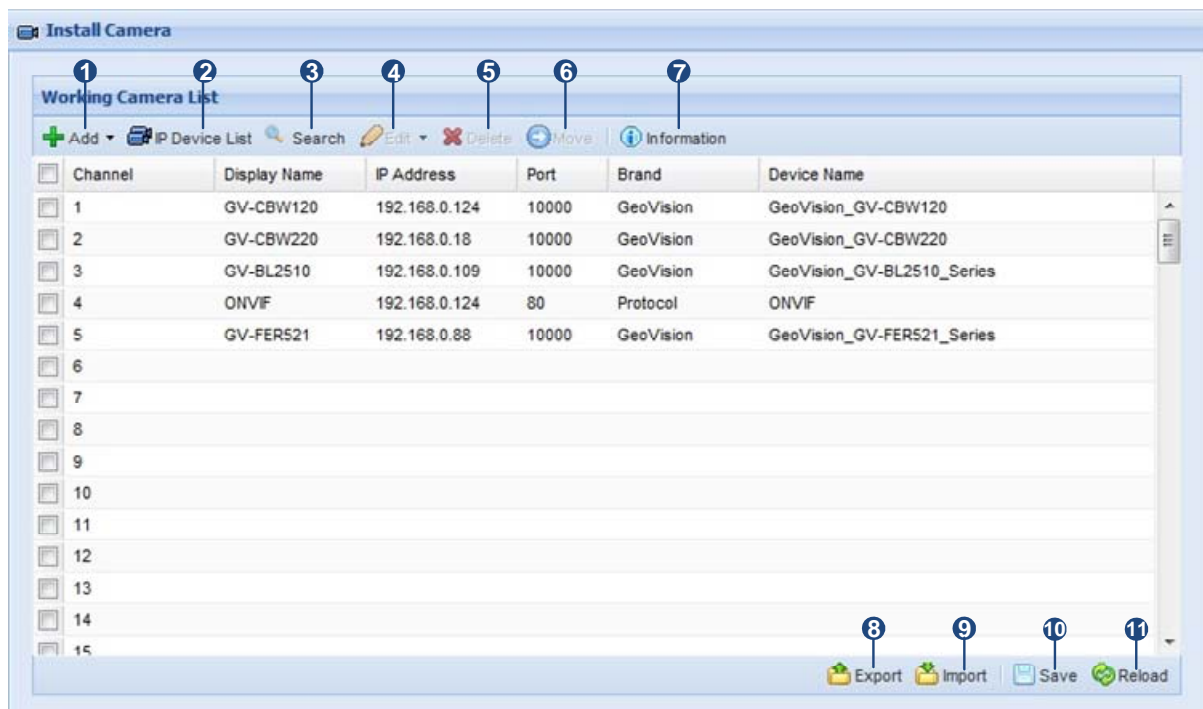 Install Camera
1 2 3 4 5 6 7
Working Camera List
Add IP Device List Search Edit Delete Move Information
Channel Display Name IP Address Port Brand Device Name
1 GV-CBW120 192.168.0.124 10000 GeoVision GeoVision_GV-CBW120
2 GV-CBW220 192.168.0.18 10000 GeoVision GeoVision_GV-CBW220
3 GV-BL2510 192.168.0.109 10000 GeoVision GeoVision_GV-BL2510_Series
4 ONVIF 192.168.0.124 80 Protocol ONVIF
5 GV-FER521 192.168.0.88 10000 GeoVision GeoVision_GV-FER521_Series
6
7
8
9
10
11
12
13
14
15
8 9 10 11
Export Import Save Reload